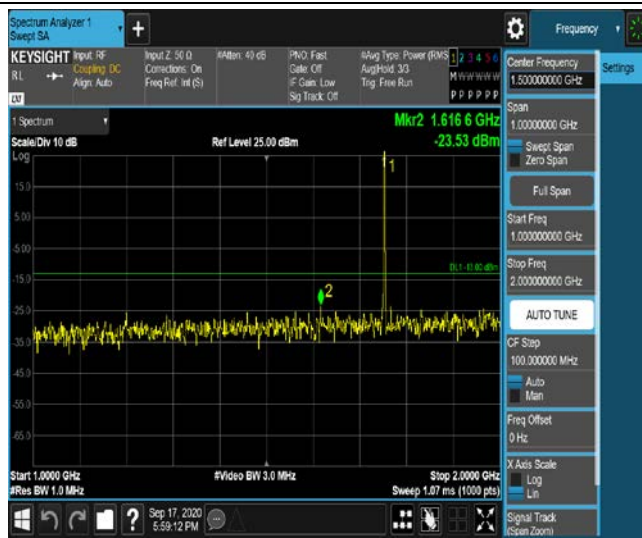 Spectrum Analyzer 1
Swept SA
Frequency
KEYSIGHT
RL
Input: RF
Coupling: DC
Align: Auto
Input Z: 50 Ω
Corrections: On
Freq Ref: Int (S)
#Atten: 40 dB
PNO: Fast
Gate: Off
IF Gain: Low
Sig Track: Off
#Avg Type: Power (RMS
Avg|Hold: 3/3
Trig: Free Run
1 2 3 4 5 6
M W W W W W
P P P P P P
1 Spectrum
Scale/Div 10 dB
Log
Ref Level 25.00 dBm
Mkr2 1.616 6 GHz
-23.53 dBm
15.0
5.00
-5.00
-15.0
-25.0
-35.0
-45.0
-55.0
-65.0
1
2
DL1 -13.00 dBm
Start 1.0000 GHz
#Res BW 1.0 MHz
#Video BW 3.0 MHz
Stop 2.0000 GHz
Sweep 1.07 ms (1000 pts)
Center Frequency
1.500000000 GHz
Settings
Span
1.00000000 GHz
Swept Span
Zero Span
Full Span
Start Freq
1.000000000 GHz
Stop Freq
2.000000000 GHz
AUTO TUNE
CF Step
100.000000 MHz
Auto
Man
Freq Offset
0 Hz
X Axis Scale
Log
Lin
Signal Track
(Span Zoom)
?
Sep 17, 2020
5:59:12 PM